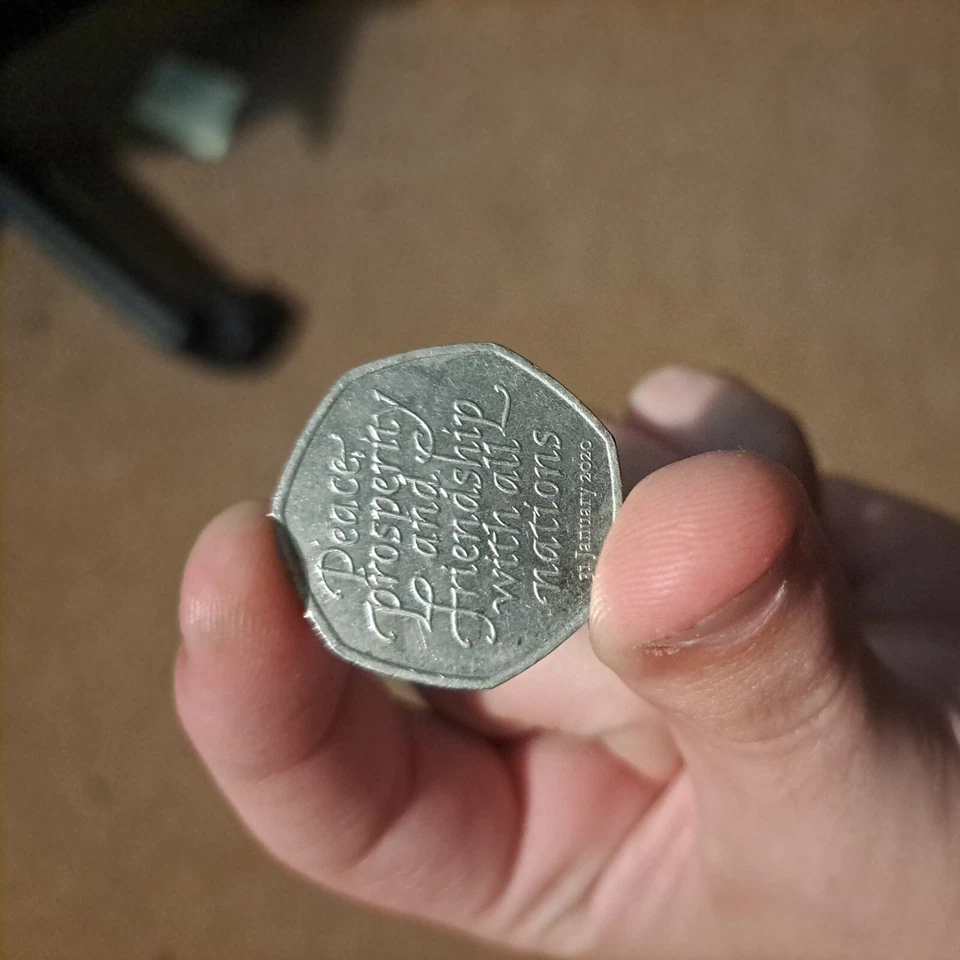 Peace,
prosperity
and
friendship
with all
nations
31 January 2020